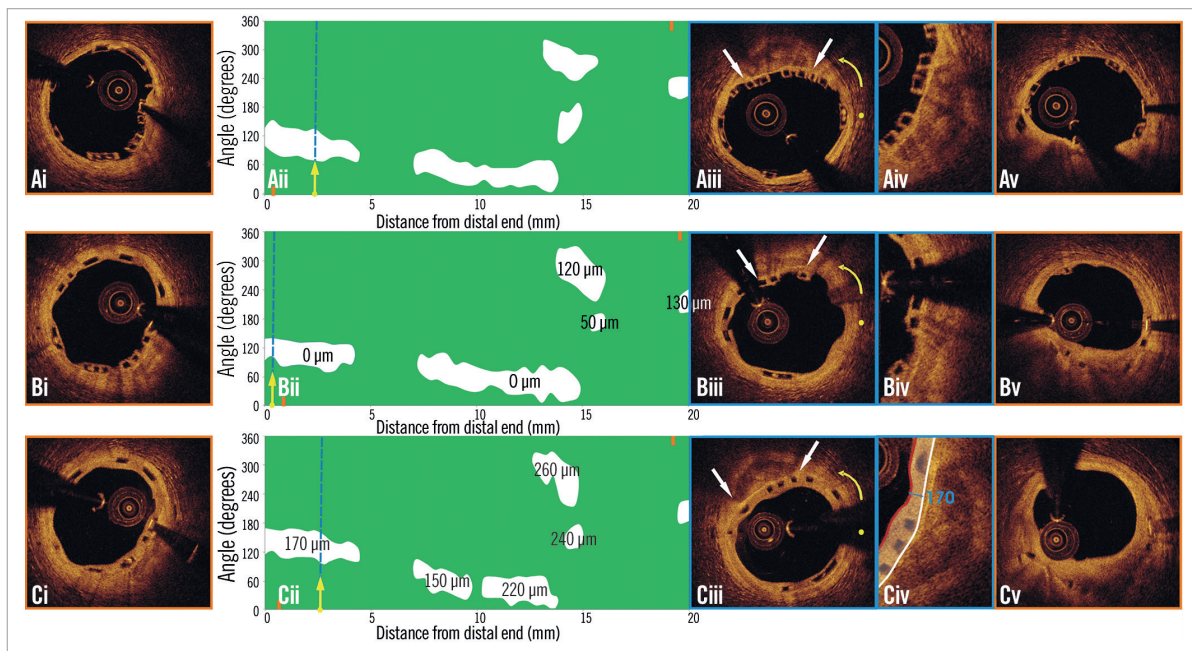 Ai
Angle (degrees)
360
300
240
180
120
60
0
Aii
0
5
10
15
20
Distance from distal end (mm)
Aiii
Aiv
Av
Bi
Angle (degrees)
360
300
240
180
120
60
0
0 µm
Bii
0 µm
120 µm
50 µm
130 µm
0
5
10
15
20
Distance from distal end (mm)
Biii
Biv
Bv
Ci
Angle (degrees)
360
300
240
180
120
60
0
170 µm
Cii
150 µm
220 µm
260 µm
240 µm
0
5
10
15
20
Distance from distal end (mm)
Ciii
170
Civ
Cv